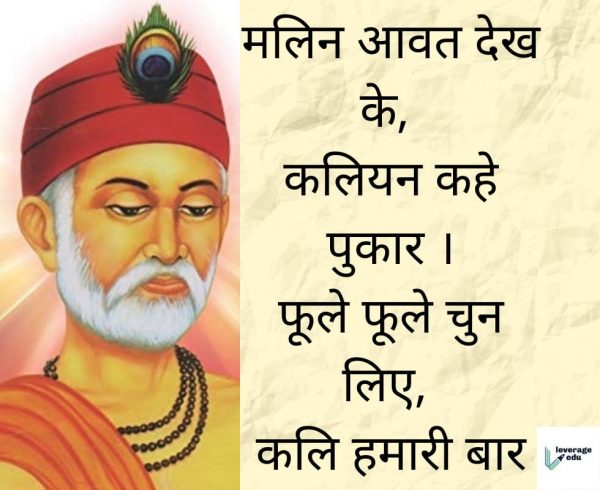 मलिन आवत देख
के,
कलियन कहे
पुकार ।
फूले फूले चुन
लिए,
कलि हमारी बार
leverage
edu